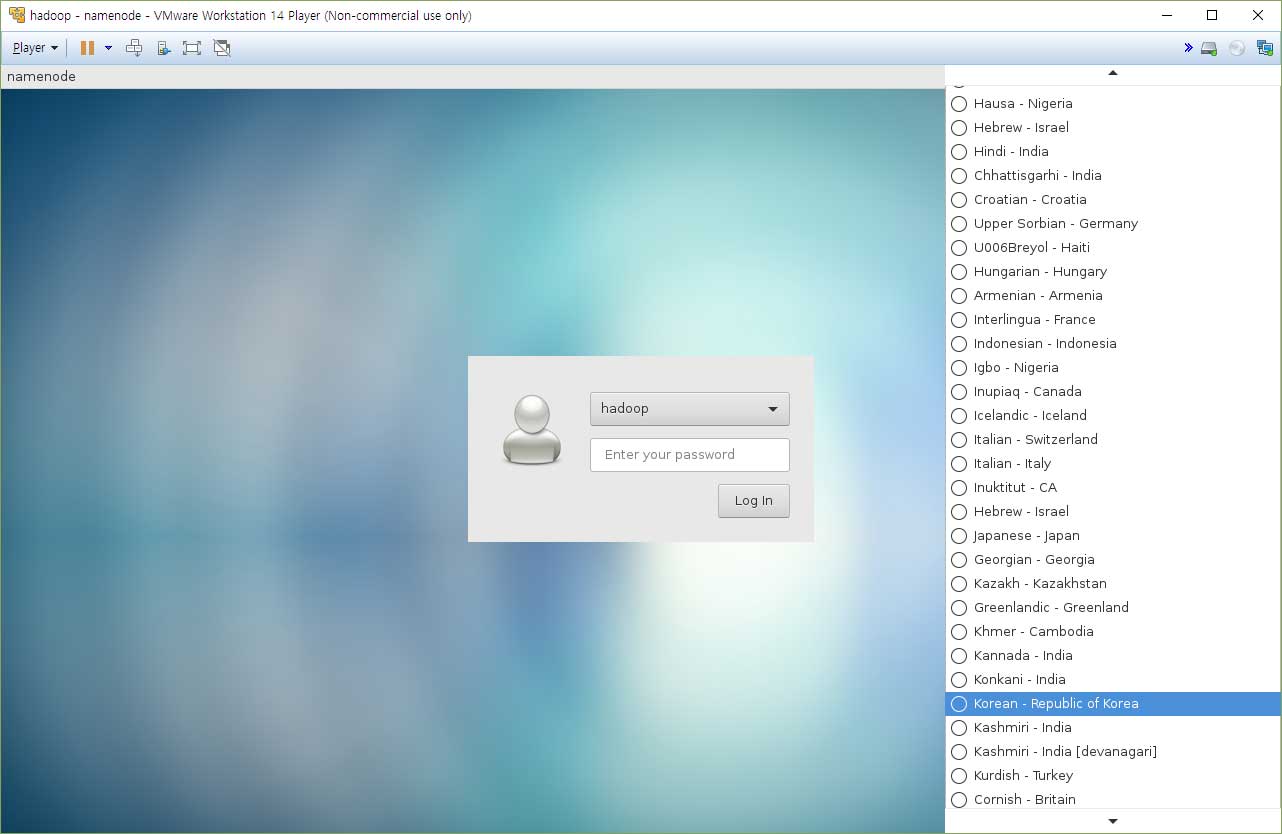 hadoop - namenode - VMware Workstation 14 Player (Non-commercial use only)
Player
namenode
Hausa - Nigeria
Hebrew - Israel
Hindi - India
Chhattisgarhi - India
Croatian - Croatia
Upper Sorbian - Germany
U006Breyol - Haiti
Hungarian - Hungary
Armenian - Armenia
Interlingua - France
Indonesian - Indonesia
Igbo - Nigeria
Inupiaq - Canada
Icelandic - Iceland
Italian - Switzerland
Italian - Italy
Inuktitut - CA
Hebrew - Israel
Japanese - Japan
Georgian - Georgia
Kazakh - Kazakhstan
Greenlandic - Greenland
Khmer - Cambodia
Kannada - India
Konkani - India
Korean - Republic of Korea
Kashmiri - India
Kashmiri - India [devanagari]
Kurdish - Turkey
Cornish - Britain
hadoop
Enter your password
Log In